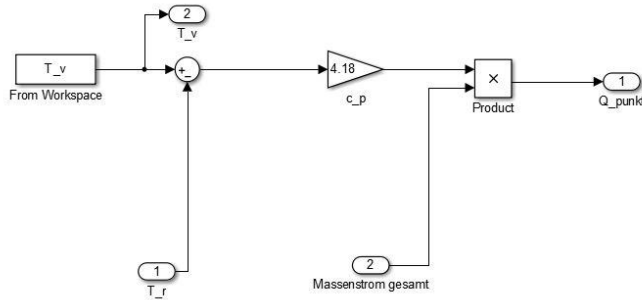 2
T_v
T_v
From Workspace
+
_
4.18
c_p
×
Product
1
Q_punkt
1
T_r
2
Massenstrom gesamt